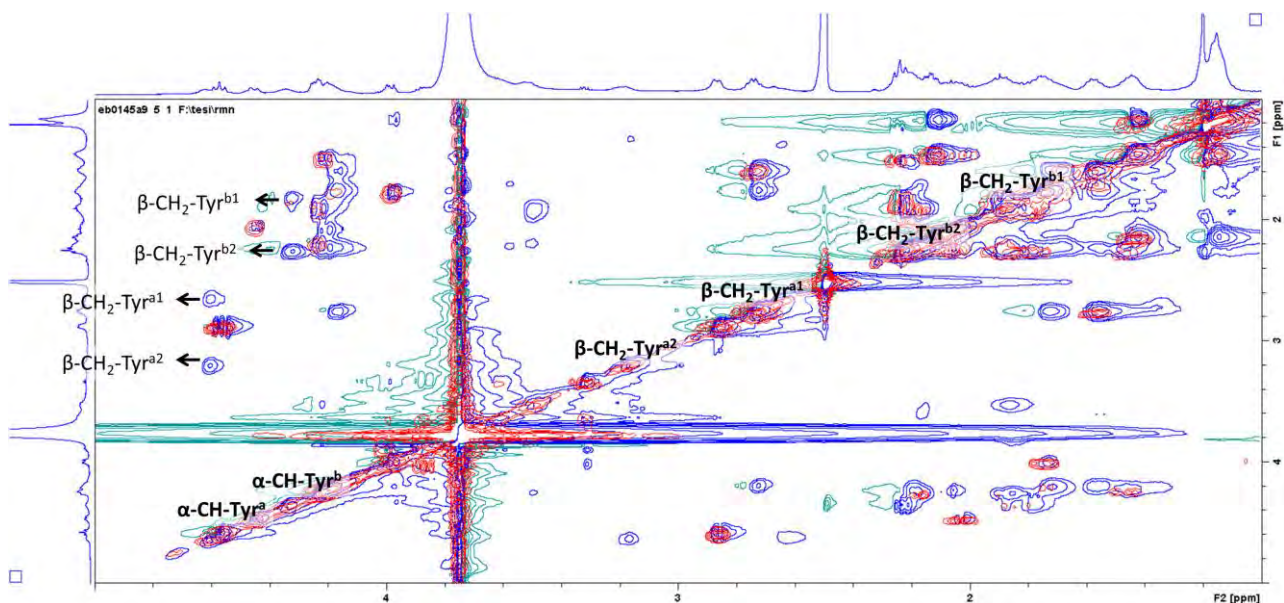 eb0145a9 5 1 F:\tesi\rmn
F1 [ppm]
β-CH₂-Tyrᵇ¹
β-CH₂-Tyrᵇ¹
2
β-CH₂-Tyrᵇ²
β-CH₂-Tyrᵇ²
β-CH₂-Tyrᵃ¹
β-CH₂-Tyrᵃ¹
β-CH₂-Tyrᵃ²
3
β-CH₂-Tyrᵃ²
4
α-CH-Tyrᵇ
α-CH-Tyrᵃ
4 3 2 F2 [ppm]